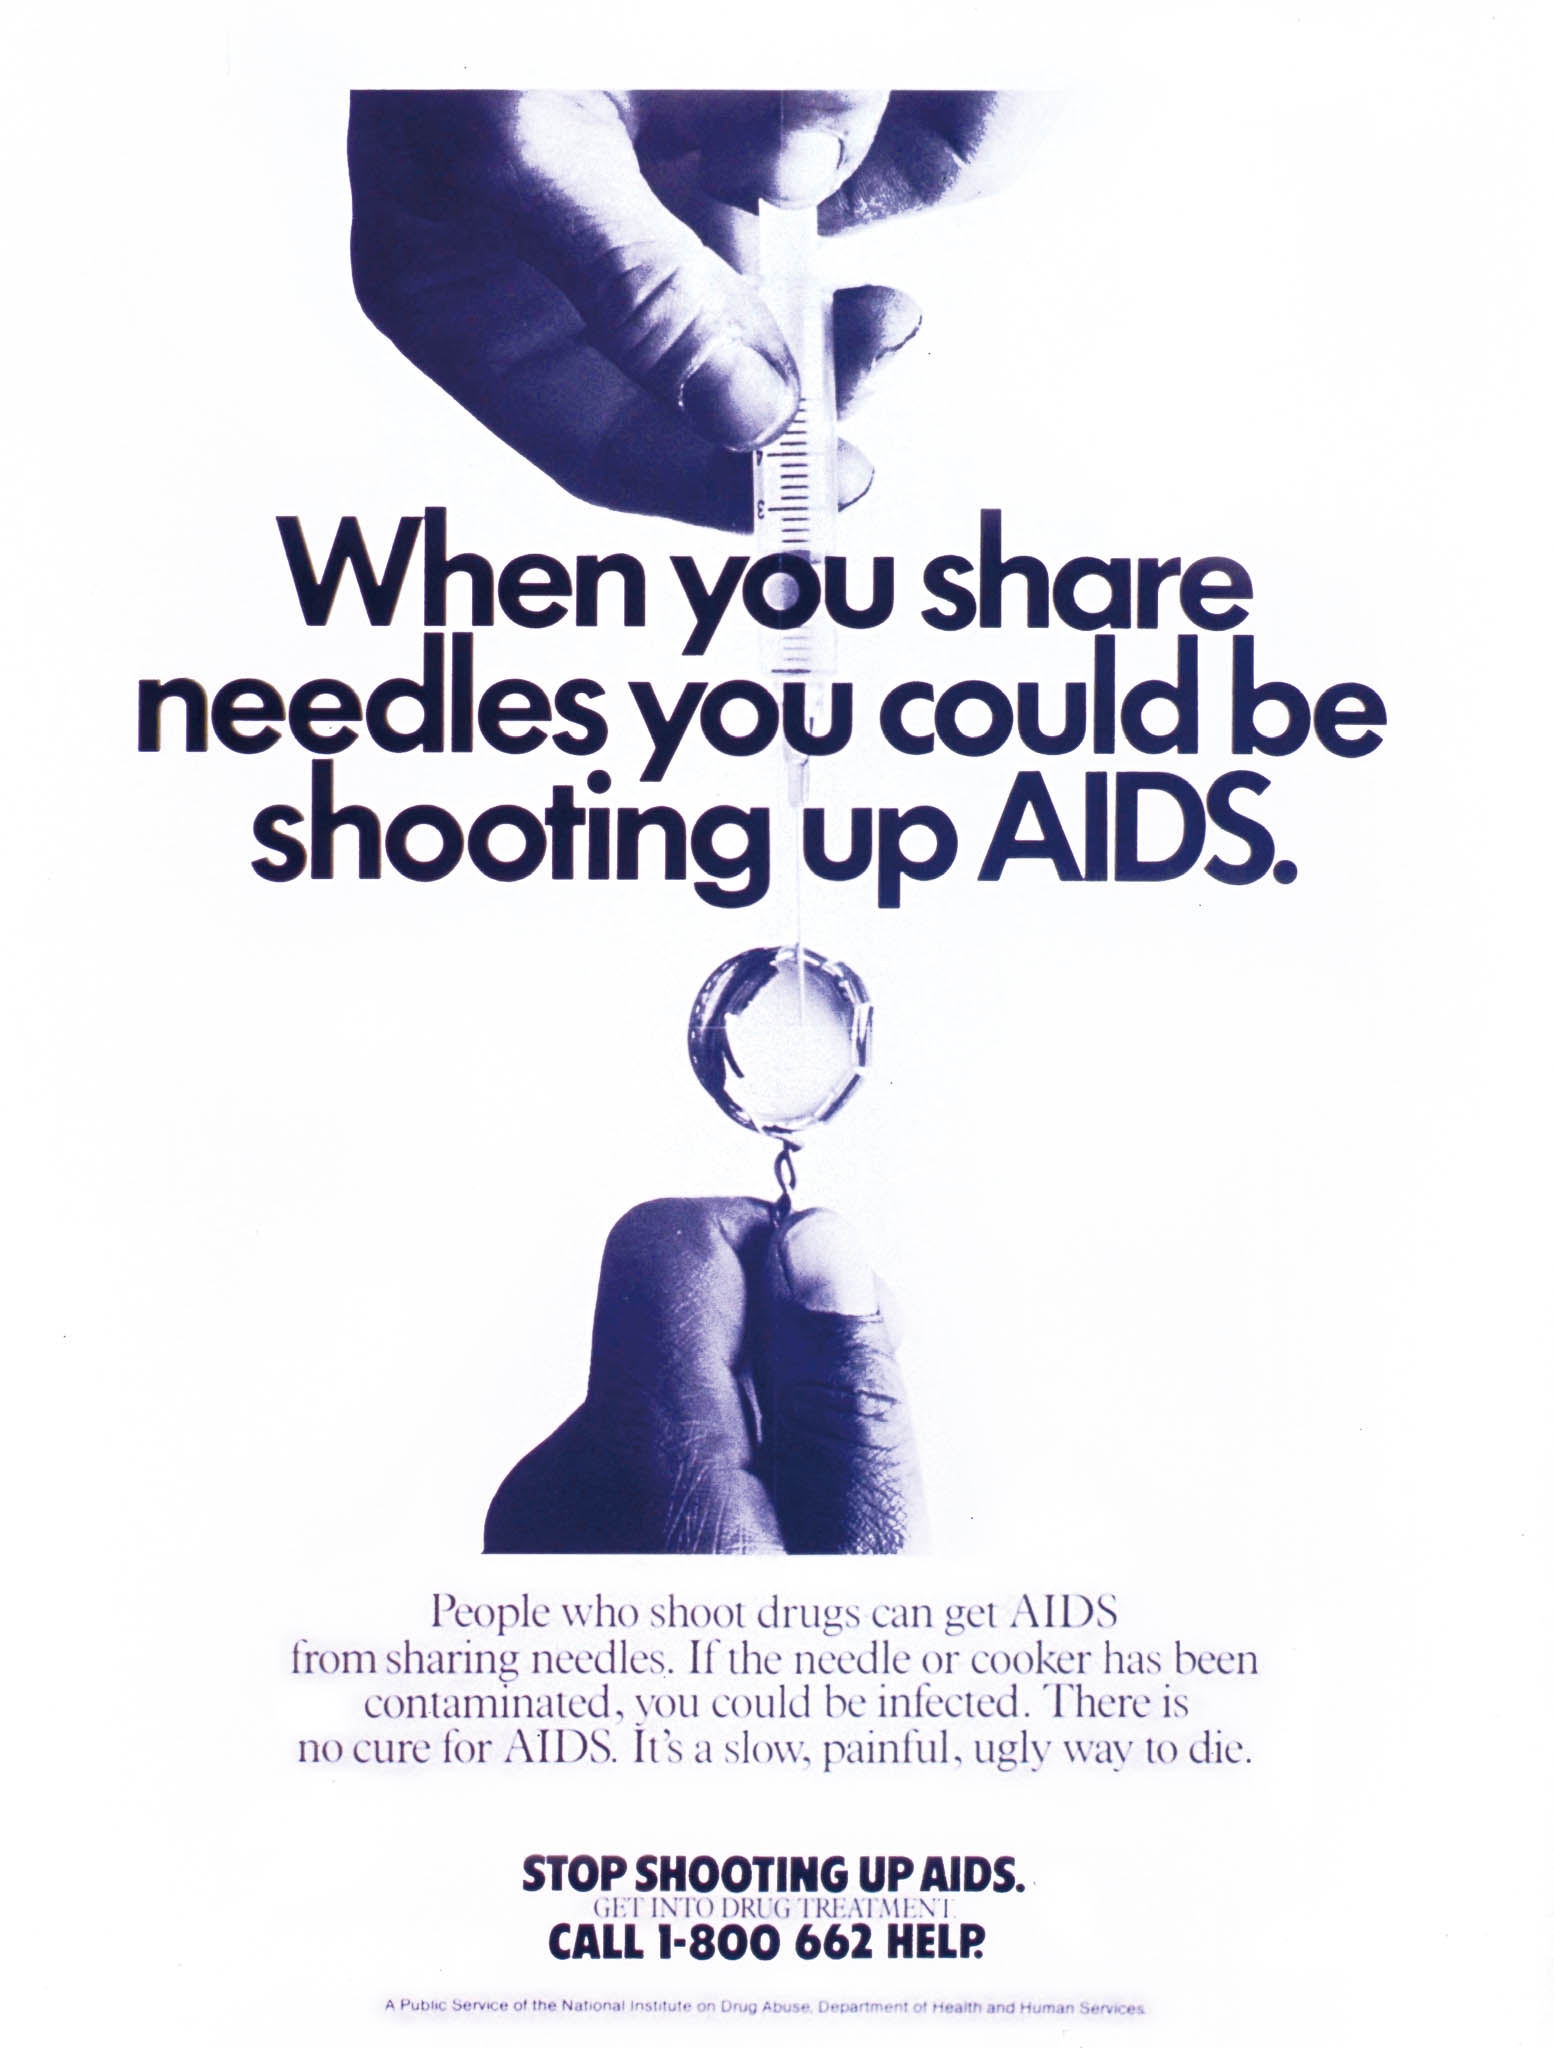 4
3
When you share
needles you could be
shooting up AIDS.
People who shoot drugs can get AIDS
from sharing needles. If the needle or cooker has been
contaminated, you could be infected. There is
no cure for AIDS. It's a slow, painful, ugly way to die.
STOP SHOOTING UP AIDS.
GET INTO DRUG TREATMENT.
CALL 1-800 662 HELP.
A Public Service of the National Institute on Drug Abuse, Department of Health and Human Services.